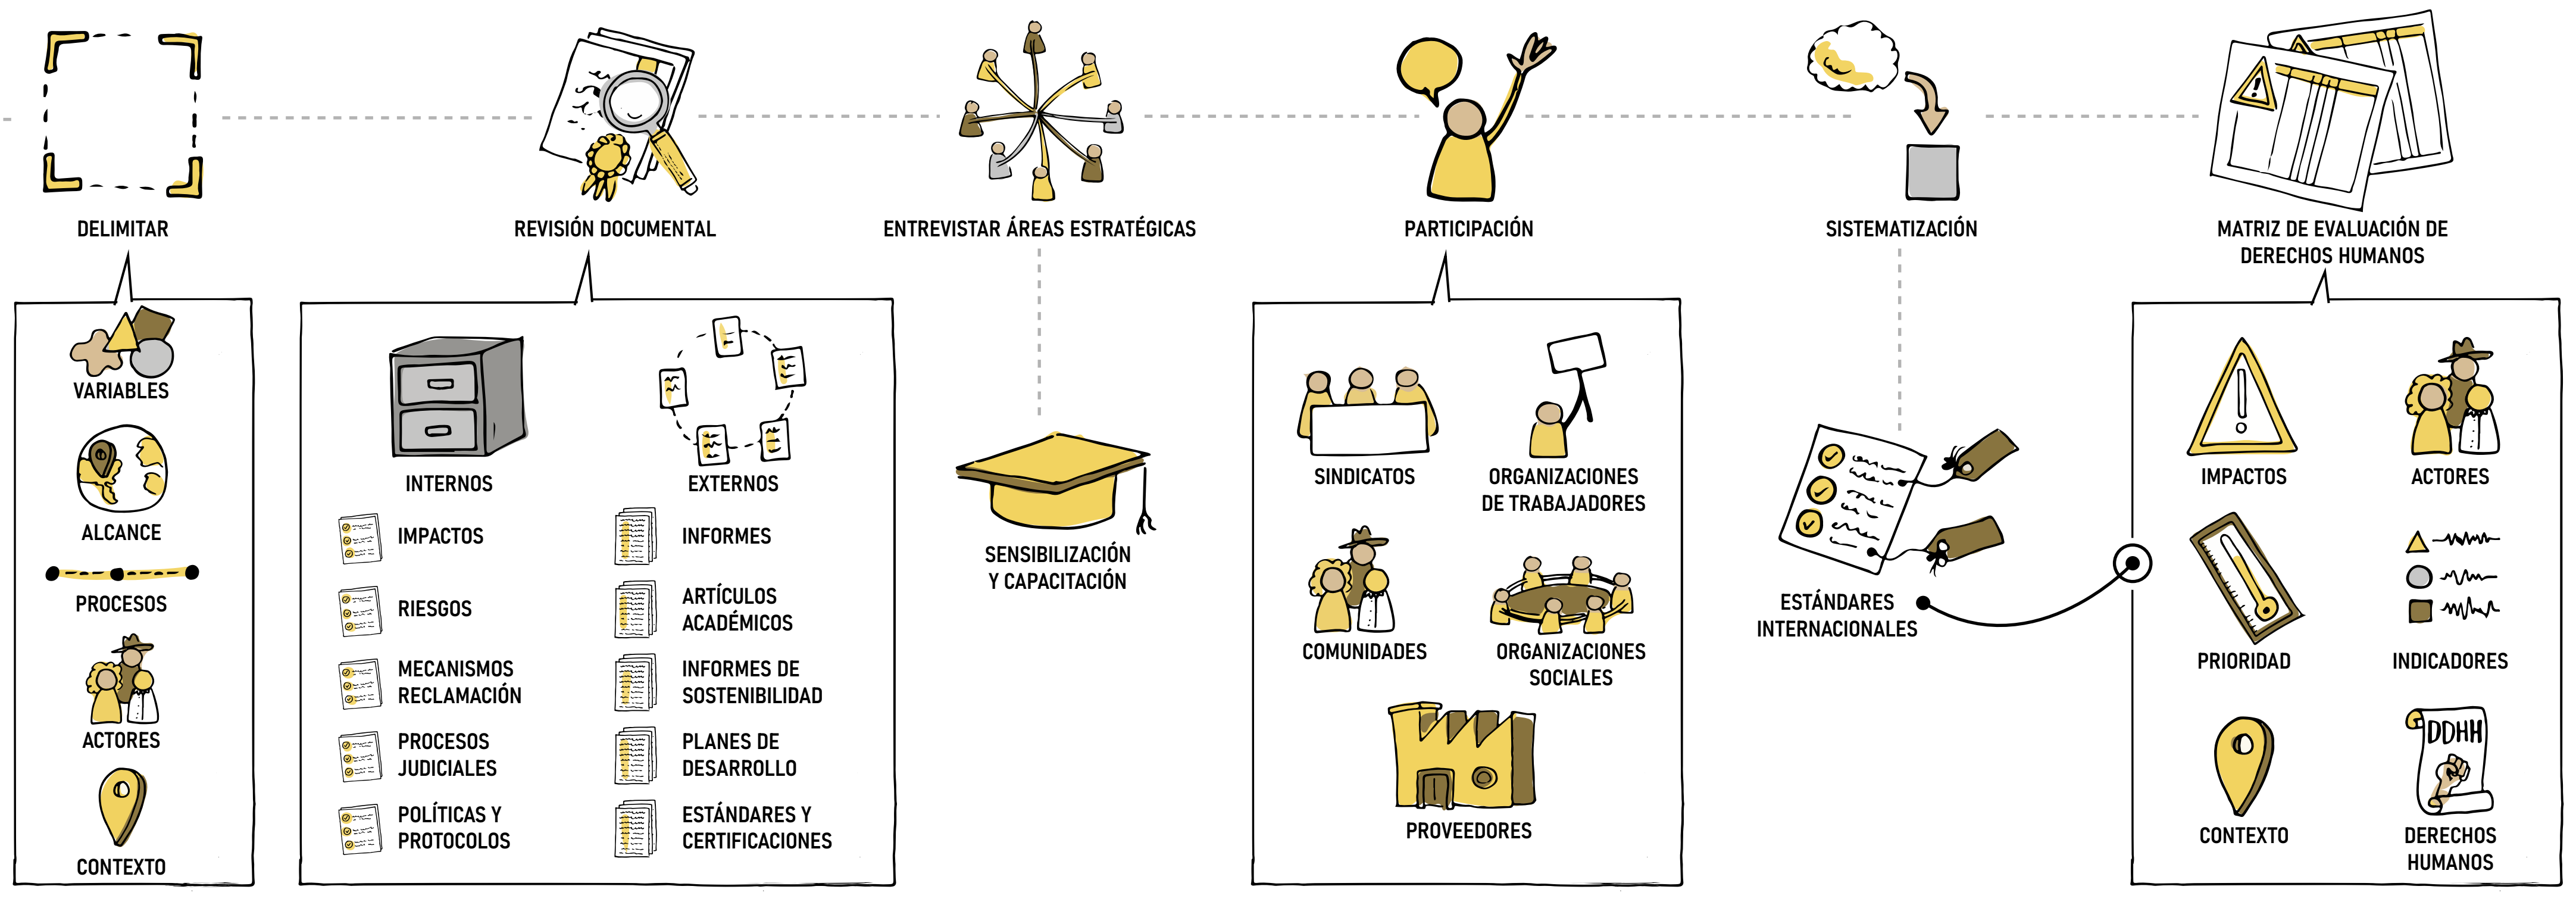 DELIMITAR
VARIABLES
ALCANCE
PROCESOS
ACTORES
CONTEXTO
REVISIÓN DOCUMENTAL
INTERNOS
IMPACTOS
RIESGOS
MECANISMOS
RECLAMACIÓN
PROCESOS
JUDICIALES
POLÍTICAS Y
PROTOCOLOS
EXTERNOS
INFORMES
ARTÍCULOS
ACADÉMICOS
INFORMES DE
SOSTENIBILIDAD
PLANES DE
DESARROLLO
ESTÁNDARES Y
CERTIFICACIONES
ENTREVISTAR ÁREAS ESTRATÉGICAS
SENSIBILIZACIÓN
Y CAPACITACIÓN
PARTICIPACIÓN
SINDICATOS
ORGANIZACIONES
DE TRABAJADORES
COMUNIDADES
ORGANIZACIONES
SOCIALES
PROVEEDORES
SISTEMATIZACIÓN
ESTÁNDARES
INTERNACIONALES
MATRIZ DE EVALUACIÓN DE
DERECHOS HUMANOS
IMPACTOS
ACTORES
PRIORIDAD
INDICADORES
CONTEXTO
DDHH
DERECHOS
HUMANOS